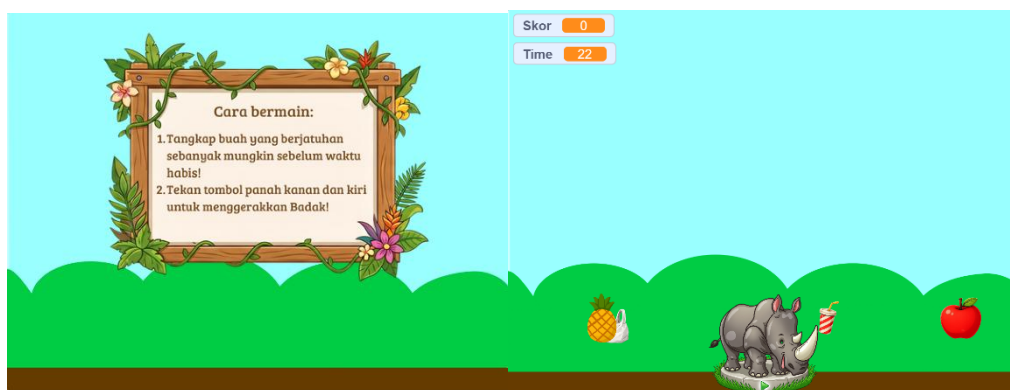 Cara bermain:
1.Tangkap buah yang berjatuhan
sebanyak mungkin sebelum waktu
habis!
2.Tekan tombol panah kanan dan kiri
untuk menggerakkan Badak!
Skor 0
Time 22